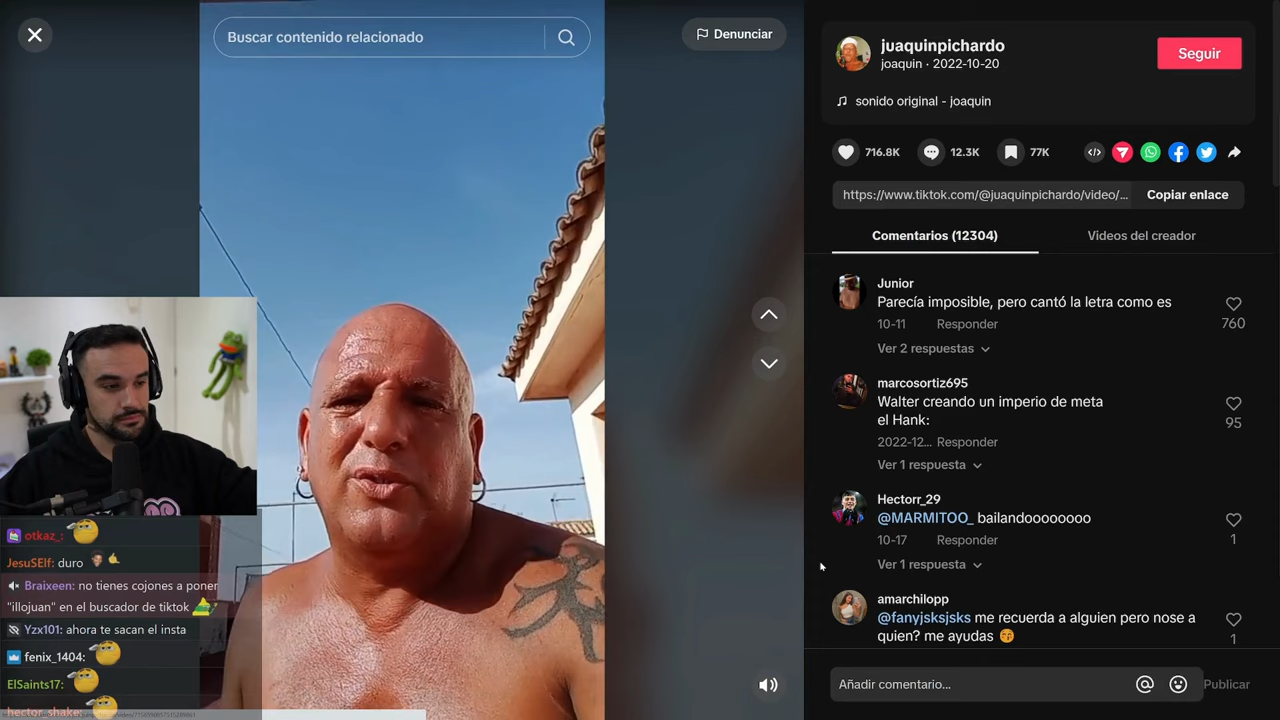 Buscar contenido relacionado
Denunciar
juaquinpichardo
joaquin · 2022-10-20
Seguir
sonido original - joaquin
716.8K
12.3K
77K
https://www.tiktok.com/@juaquinpichardo/video/...
Copiar enlace
Comentarios (12304)
Videos del creador
Junior
Parecía imposible, pero cantó la letra como es
10-11 Responder
760
Ver 2 respuestas
marcosortiz695
Walter creando un imperio de meta
el Hank:
95
2022-12... Responder
Ver 1 respuesta
Hectorr_29
@MARMITOO_ bailandoooooooo
1
10-17 Responder
Ver 1 respuesta
amarchilopp
@fanyjsksjsks me recuerda a alguien pero nose a
quien? me ayudas
1
Añadir comentario...
Publicar
otkaz_:
JesuSElf: duro
Braixeen: no tienes cojones a poner
"illojuan" en el buscador de tiktok
Yzx101: ahora te sacan el insta
fenix_1404:
ElSaints17:
hector_shake: